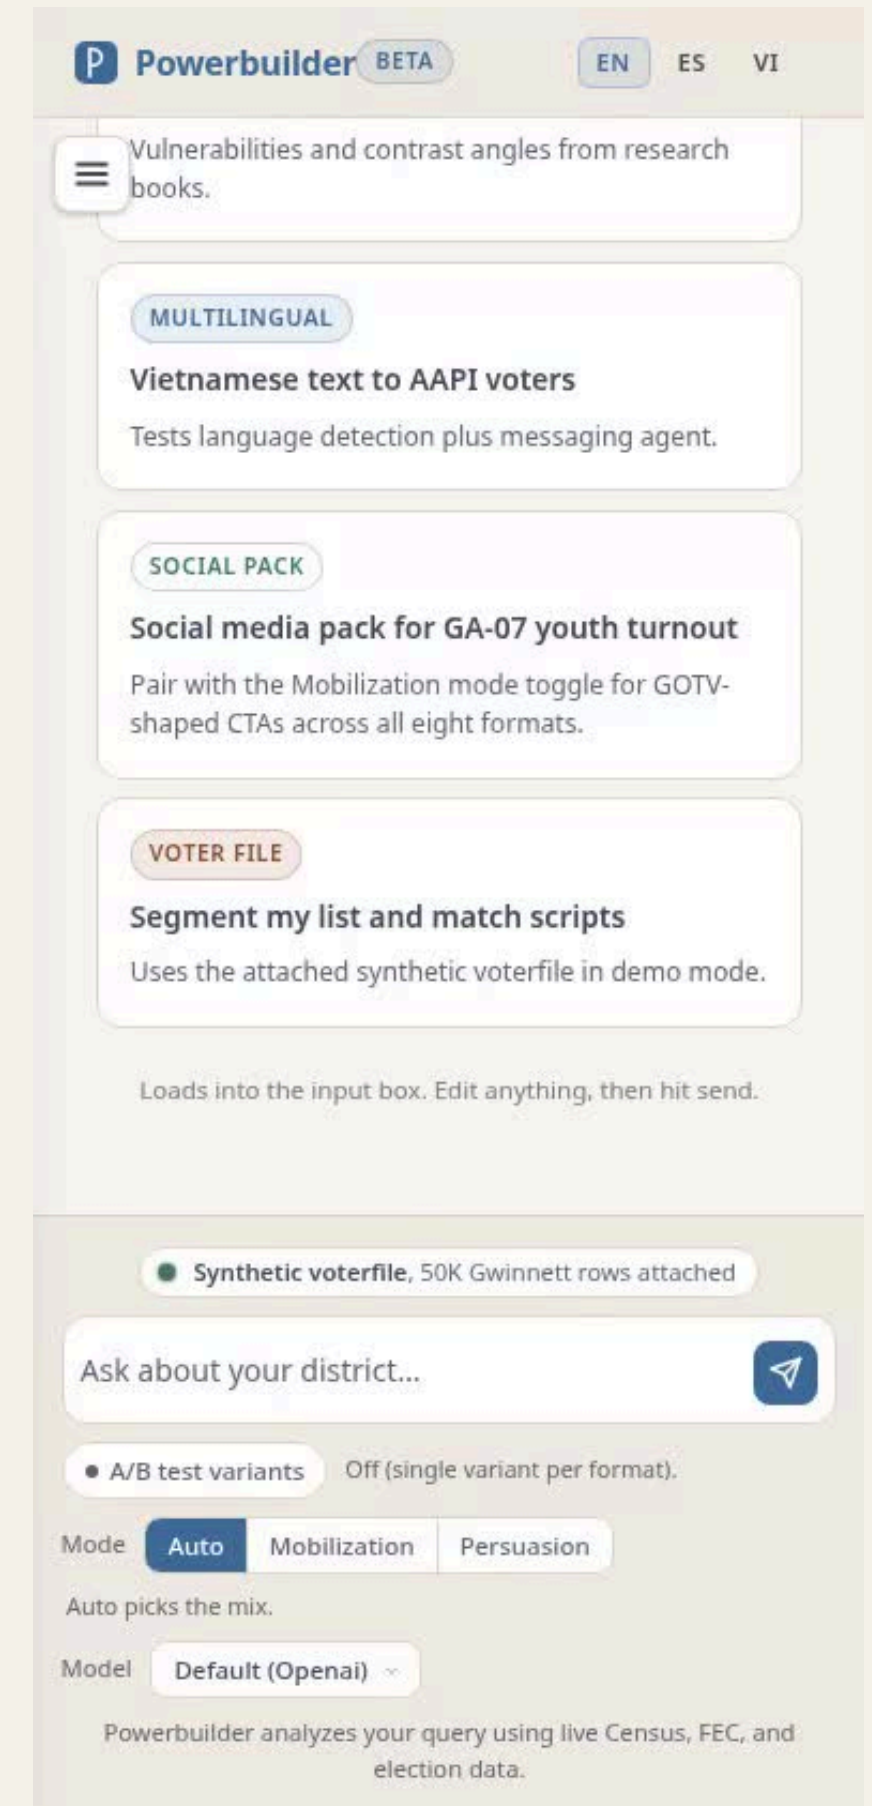 P Powerbuilder BETA EN ES VI
Vulnerabilities and contrast angles from research
books.
MULTILINGUAL
Vietnamese text to AAPI voters
Tests language detection plus messaging agent.
SOCIAL PACK
Social media pack for GA-07 youth turnout
Pair with the Mobilization mode toggle for GOTV-
shaped CTAs across all eight formats.
VOTER FILE
Segment my list and match scripts
Uses the attached synthetic voterfile in demo mode.
Loads into the input box. Edit anything, then hit send.
Synthetic voterfile, 50K Gwinnett rows attached
Ask about your district...
A/B test variants Off (single variant per format).
Mode Auto Mobilization Persuasion
Auto picks the mix.
Model Default (Openai)
Powerbuilder analyzes your query using live Census, FEC, and
election data.